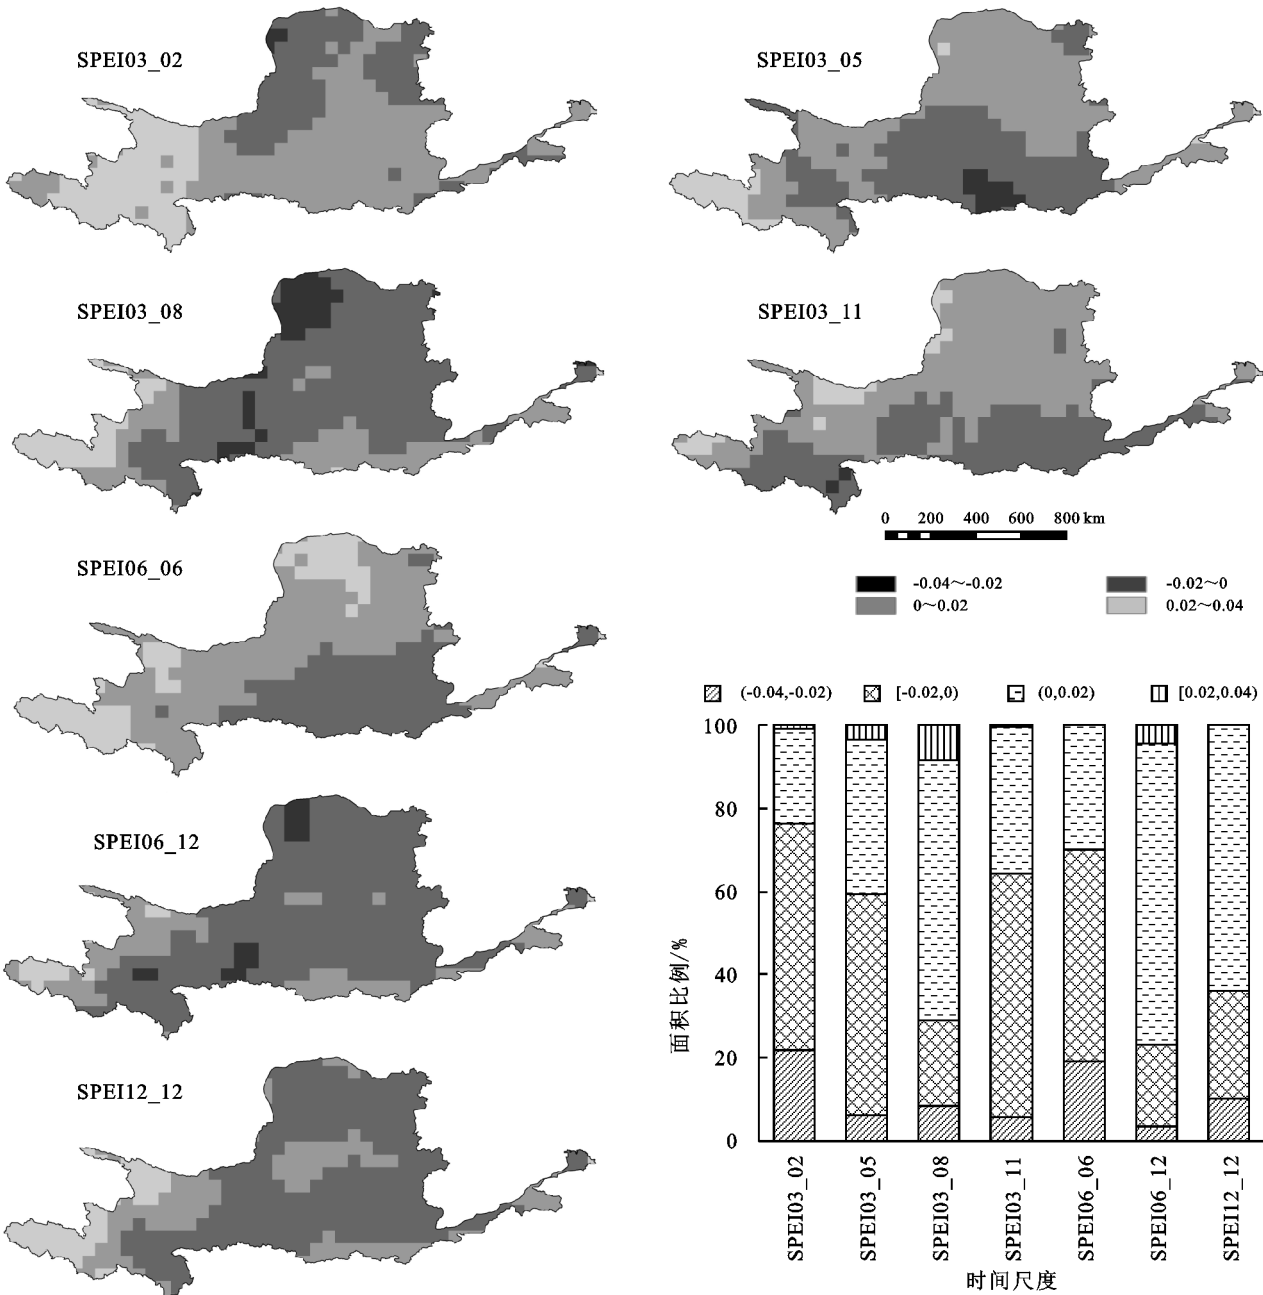 SPEI03_02
SPEI03_05
SPEI03_08
SPEI03_11
0 200 400 600 800 km
SPEI06_06
-0.04～-0.02 -0.02～0
0～0.02 0.02～0.04
(-0.04,-0.02) [-0.02,0) (0,0.02) [0.02,0.04)
SPEI06_12
SPEI12_12
面积比例/%
100
80
60
40
20
0
SPEI03_02
SPEI03_05
SPEI03_08
SPEI03_11
SPEI06_06
SPEI06_12
SPEI12_12
时间尺度